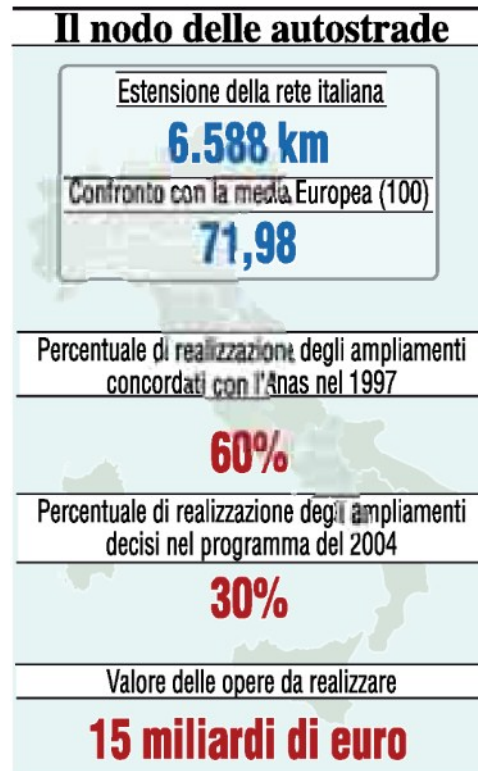 Il nodo delle autostrade
Estensione della rete italiana
6.588 km
Confronto con la media Europea (100)
71,98
Percentuale di realizzazione degli ampliamenti
concordati con l'Anas nel 1997
60%
Percentuale di realizzazione degli ampliamenti
decisi nel programma del 2004
30%
Valore delle opere da realizzare
15 miliardi di euro